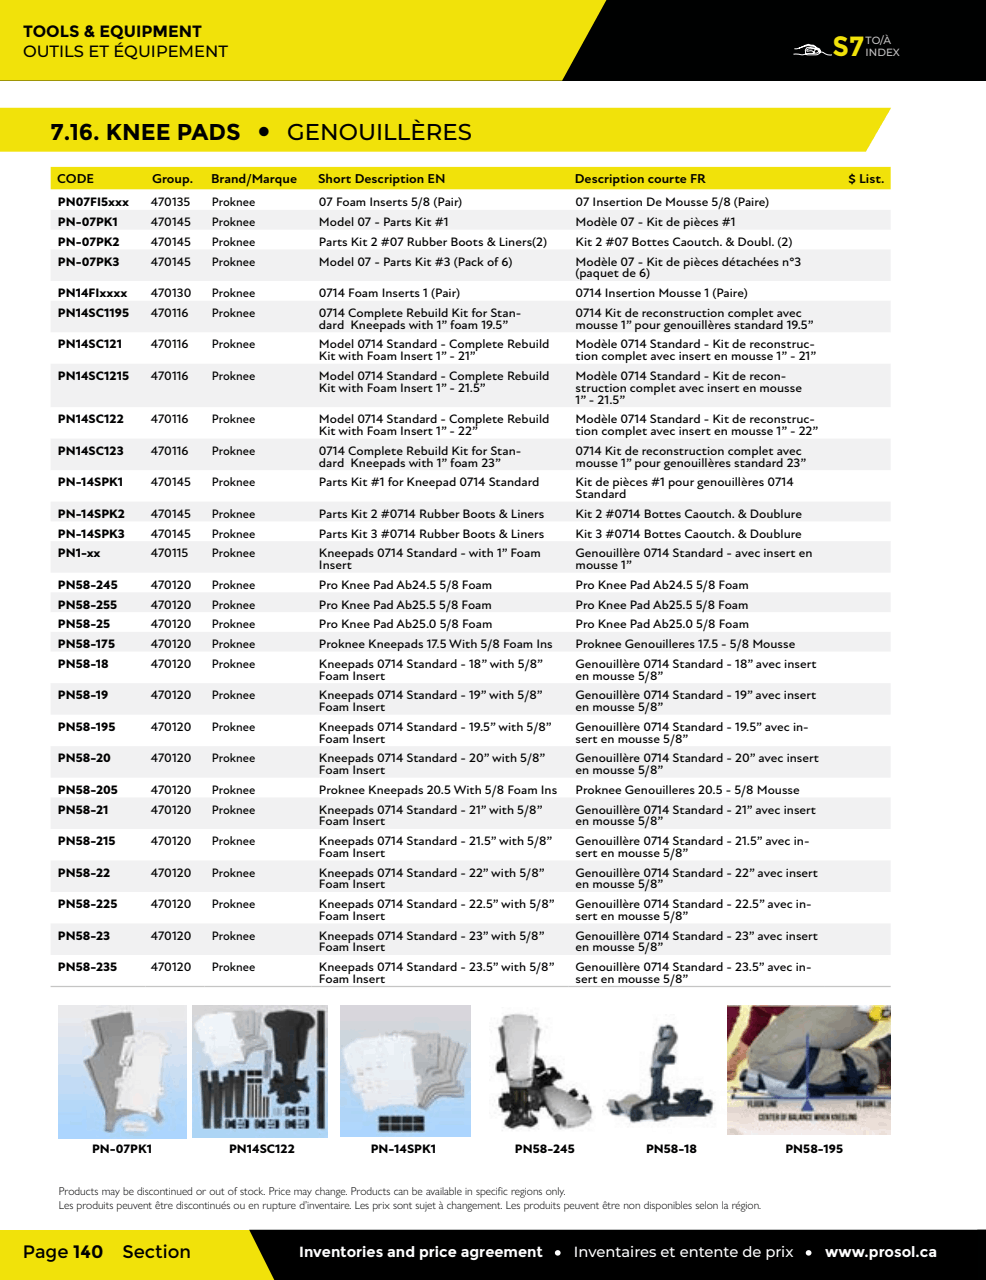 TOOLS & EQUIPMENT
OUTILS ET ÉQUIPEMENT
S7 TO/À INDEX
7.16. KNEE PADS • GENOUILLÈRES
CODE Group. Brand/Marque Short Description EN Description courte FR $ List.
PN07FI5xxx 470135 Proknee 07 Foam Inserts 5/8 (Pair) 07 Insertion De Mousse 5/8 (Paire)
PN-07PK1 470145 Proknee Model 07 - Parts Kit #1 Modèle 07 - Kit de pièces #1
PN-07PK2 470145 Proknee Parts Kit 2 #07 Rubber Boots & Liners(2) Kit 2 #07 Bottes Caoutch. & Doubl. (2)
PN-07PK3 470145 Proknee Model 07 - Parts Kit #3 (Pack of 6) Modèle 07 - Kit de pièces détachées n°3
(paquet de 6)
PN14FIxxxx 470130 Proknee 0714 Foam Inserts 1 (Pair) 0714 Insertion Mousse 1 (Paire)
PN14SC1195 470116 Proknee 0714 Complete Rebuild Kit for Stan- 0714 Kit de reconstruction complet avec
dard Kneepads with 1” foam 19.5” mousse 1” pour genouillères standard 19.5”
PN14SC121 470116 Proknee Model 0714 Standard - Complete Rebuild Modèle 0714 Standard - Kit de reconstruc-
Kit with Foam Insert 1” - 21” tion complet avec insert en mousse 1” - 21”
PN14SC1215 470116 Proknee Model 0714 Standard - Complete Rebuild Modèle 0714 Standard - Kit de recon-
Kit with Foam Insert 1” - 21.5” struction complet avec insert en mousse
1” - 21.5”
PN14SC122 470116 Proknee Model 0714 Standard - Complete Rebuild Modèle 0714 Standard - Kit de reconstruc-
Kit with Foam Insert 1” - 22” tion complet avec insert en mousse 1” - 22”
PN14SC123 470116 Proknee 0714 Complete Rebuild Kit for Stan- 0714 Kit de reconstruction complet avec
dard Kneepads with 1” foam 23” mousse 1” pour genouillères standard 23”
PN-14SPK1 470145 Proknee Parts Kit #1 for Kneepad 0714 Standard Kit de pièces #1 pour genouillères 0714
Standard
PN-14SPK2 470145 Proknee Parts Kit 2 #0714 Rubber Boots & Liners Kit 2 #0714 Bottes Caoutch. & Doublure
PN-14SPK3 470145 Proknee Parts Kit 3 #0714 Rubber Boots & Liners Kit 3 #0714 Bottes Caoutch. & Doublure
PN1-xx 470115 Proknee Kneepads 0714 Standard - with 1” Foam Genouillère 0714 Standard - avec insert en
Insert mousse 1”
PN58-245 470120 Proknee Pro Knee Pad Ab24.5 5/8 Foam Pro Knee Pad Ab24.5 5/8 Foam
PN58-255 470120 Proknee Pro Knee Pad Ab25.5 5/8 Foam Pro Knee Pad Ab25.5 5/8 Foam
PN58-25 470120 Proknee Pro Knee Pad Ab25.0 5/8 Foam Pro Knee Pad Ab25.0 5/8 Foam
PN58-175 470120 Proknee Proknee Kneepads 17.5 With 5/8 Foam Ins Proknee Genouilleres 17.5 - 5/8 Mousse
PN58-18 470120 Proknee Kneepads 0714 Standard - 18” with 5/8” Genouillère 0714 Standard - 18” avec insert
Foam Insert en mousse 5/8”
PN58-19 470120 Proknee Kneepads 0714 Standard - 19” with 5/8” Genouillère 0714 Standard - 19” avec insert
Foam Insert en mousse 5/8”
PN58-195 470120 Proknee Kneepads 0714 Standard - 19.5” with 5/8” Genouillère 0714 Standard - 19.5” avec in-
Foam Insert sert en mousse 5/8”
PN58-20 470120 Proknee Kneepads 0714 Standard - 20” with 5/8” Genouillère 0714 Standard - 20” avec insert
Foam Insert en mousse 5/8”
PN58-205 470120 Proknee Proknee Kneepads 20.5 With 5/8 Foam Ins Proknee Genouilleres 20.5 - 5/8 Mousse
PN58-21 470120 Proknee Kneepads 0714 Standard - 21” with 5/8” Genouillère 0714 Standard - 21” avec insert
Foam Insert en mousse 5/8”
PN58-215 470120 Proknee Kneepads 0714 Standard - 21.5” with 5/8” Genouillère 0714 Standard - 21.5” avec in-
Foam Insert sert en mousse 5/8”
PN58-22 470120 Proknee Kneepads 0714 Standard - 22” with 5/8” Genouillère 0714 Standard - 22” avec insert
Foam Insert en mousse 5/8”
PN58-225 470120 Proknee Kneepads 0714 Standard - 22.5” with 5/8” Genouillère 0714 Standard - 22.5” avec in-
Foam Insert sert en mousse 5/8”
PN58-23 470120 Proknee Kneepads 0714 Standard - 23” with 5/8” Genouillère 0714 Standard - 23” avec insert
Foam Insert en mousse 5/8”
PN58-235 470120 Proknee Kneepads 0714 Standard - 23.5” with 5/8” Genouillère 0714 Standard - 23.5” avec in-
Foam Insert sert en mousse 5/8”
FLOOR LINE FLOOR LINE
CENTER OF BALANCE WHEN KNEELING
PN-07PK1 PN14SC122 PN-14SPK1 PN58-245 PN58-18 PN58-195
Products may be discontinued or out of stock. Price may change. Products can be available in specific regions only.
Les produits peuvent être discontinués ou en rupture d’inventaire. Les prix sont sujet à changement. Les produits peuvent être non disponibles selon la région.
Page 140 Section Inventories and price agreement • Inventaires et entente de prix • www.prosol.ca